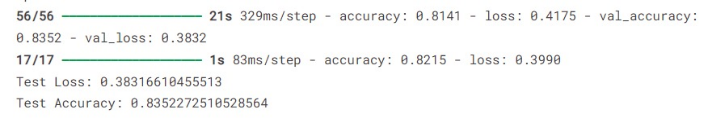 56/56 ━━━━━━━━━━━━━━━━━━━━ 21s 329ms/step - accuracy: 0.8141 - loss: 0.4175 - val_accuracy:
0.8352 - val_loss: 0.3832
17/17 ━━━━━━━━━━━━━━━━━━━━ 1s 83ms/step - accuracy: 0.8215 - loss: 0.3990
Test Loss: 0.38316610455513
Test Accuracy: 0.8352272510528564